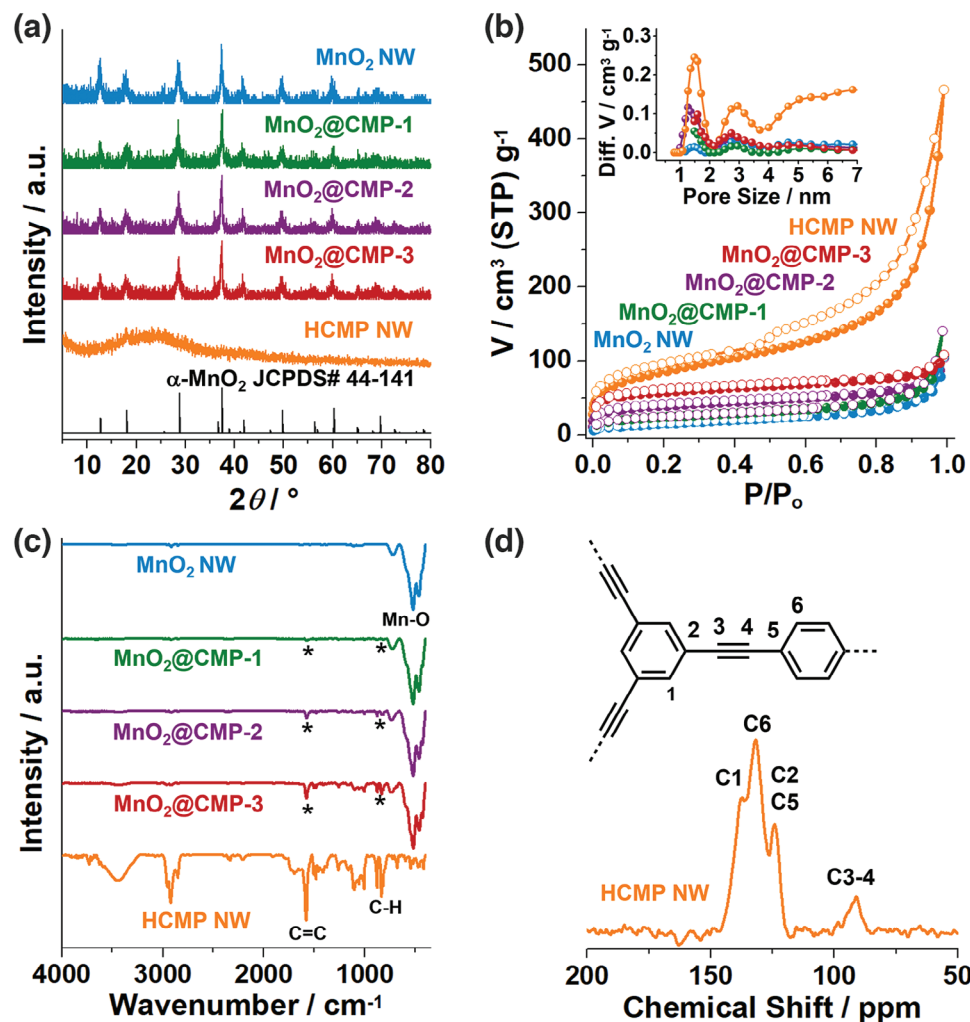 (a)
Intensity / a.u.
MnO₂ NW
MnO₂@CMP-1
MnO₂@CMP-2
MnO₂@CMP-3
HCMP NW
α-MnO₂ JCPDS# 44-141
10 20 30 40 50 60 70 80
2θ / °
(b)
V / cm³ (STP) g⁻¹
500
400
300
200
100
0
Diff. V / cm³ g⁻¹
0.3
0.2
0.1
0.0
1 2 3 4 5 6 7
Pore Size / nm
HCMP NW
MnO₂@CMP-3
MnO₂@CMP-2
MnO₂@CMP-1
MnO₂ NW
0.0 0.2 0.4 0.6 0.8 1.0
P/Pₒ
(c)
Intensity / a.u.
MnO₂ NW
Mn-O
MnO₂@CMP-1
* *
MnO₂@CMP-2
* *
MnO₂@CMP-3
* *
HCMP NW
C-H
C=C
4000 3000 2000 1000
Wavenumber / cm⁻¹
(d)
6
2 3 4 5
1
C6
C1 C2
C5
C3-4
HCMP NW
200 150 100 50
Chemical Shift / ppm